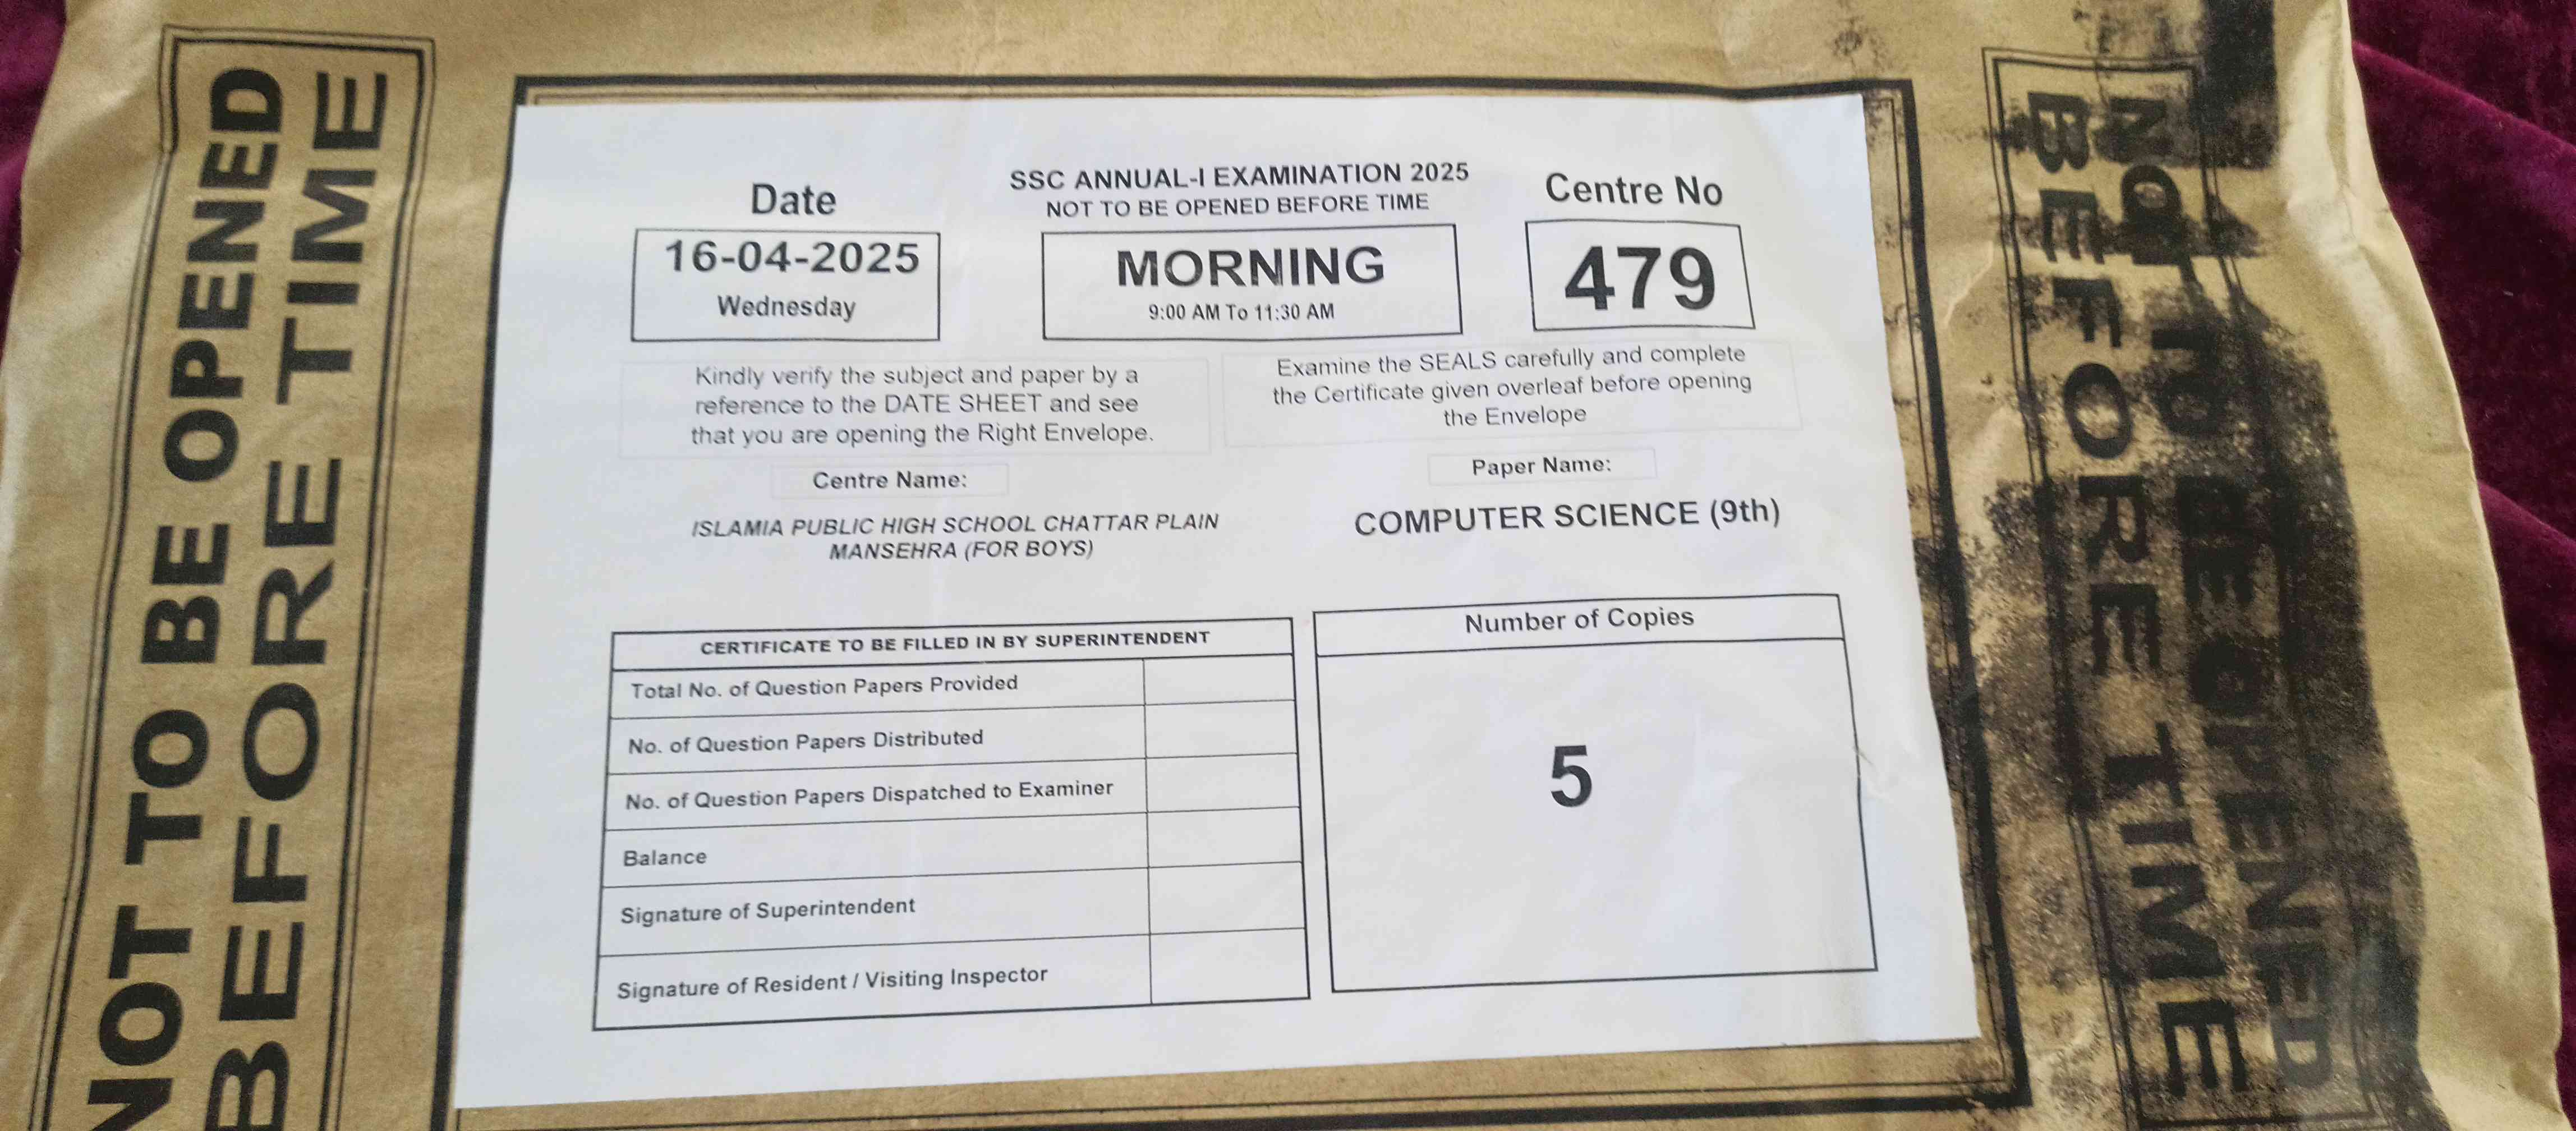 NOT TO BE OPENED
BEFORE TIME
Date
16-04-2025
Wednesday
SSC ANNUAL-I EXAMINATION 2025
NOT TO BE OPENED BEFORE TIME
MORNING
9:00 AM To 11:30 AM
Centre No
479
Kindly verify the subject and paper by a
reference to the DATE SHEET and see
that you are opening the Right Envelope.
Examine the SEALS carefully and complete
the Certificate given overleaf before opening
the Envelope
Centre Name:
ISLAMIA PUBLIC HIGH SCHOOL CHATTAR PLAIN
MANSEHRA (FOR BOYS)
Paper Name:
COMPUTER SCIENCE (9th)
CERTIFICATE TO BE FILLED IN BY SUPERINTENDENT
Total No. of Question Papers Provided
No. of Question Papers Distributed
No. of Question Papers Dispatched to Examiner
Balance
Signature of Superintendent
Signature of Resident / Visiting Inspector
Number of Copies
5
NOT TO BE OPENED
BEFORE TIME